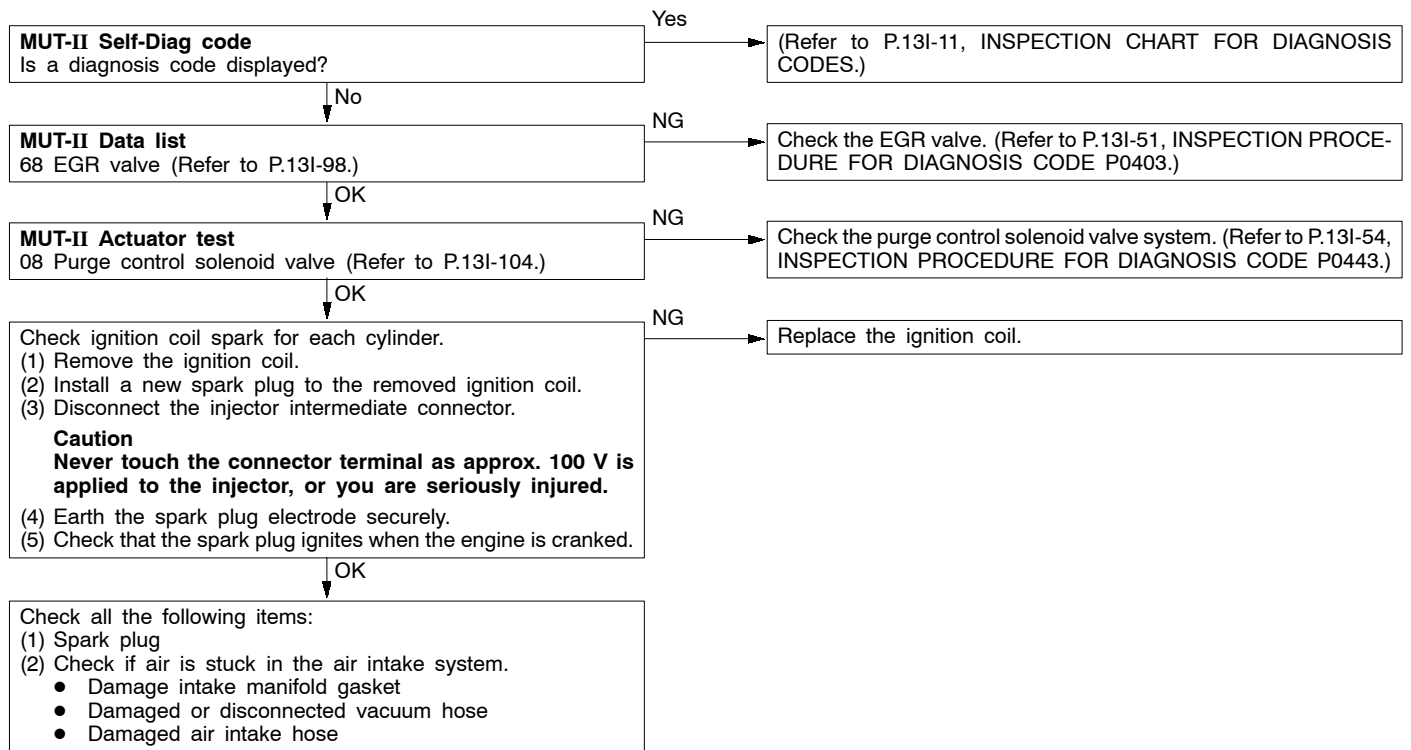 Yes
MUT-II Self-Diag code
Is a diagnosis code displayed?
(Refer to P.13I-11, INSPECTION CHART FOR DIAGNOSIS
CODES.)
No
MUT-II Data list
68 EGR valve (Refer to P.13I-98.)
NG
Check the EGR valve. (Refer to P.13I-51, INSPECTION PROCE-
DURE FOR DIAGNOSIS CODE P0403.)
OK
MUT-II Actuator test
08 Purge control solenoid valve (Refer to P.13I-104.)
NG
Check the purge control solenoid valve system. (Refer to P.13I-54,
INSPECTION PROCEDURE FOR DIAGNOSIS CODE P0443.)
OK
Check ignition coil spark for each cylinder.
(1) Remove the ignition coil.
(2) Install a new spark plug to the removed ignition coil.
(3) Disconnect the injector intermediate connector.
Caution
Never touch the connector terminal as approx. 100 V is
applied to the injector, or you are seriously injured.
(4) Earth the spark plug electrode securely.
(5) Check that the spark plug ignites when the engine is cranked.
NG
Replace the ignition coil.
OK
Check all the following items:
(1) Spark plug
(2) Check if air is stuck in the air intake system.
● Damage intake manifold gasket
● Damaged or disconnected vacuum hose
● Damaged air intake hose